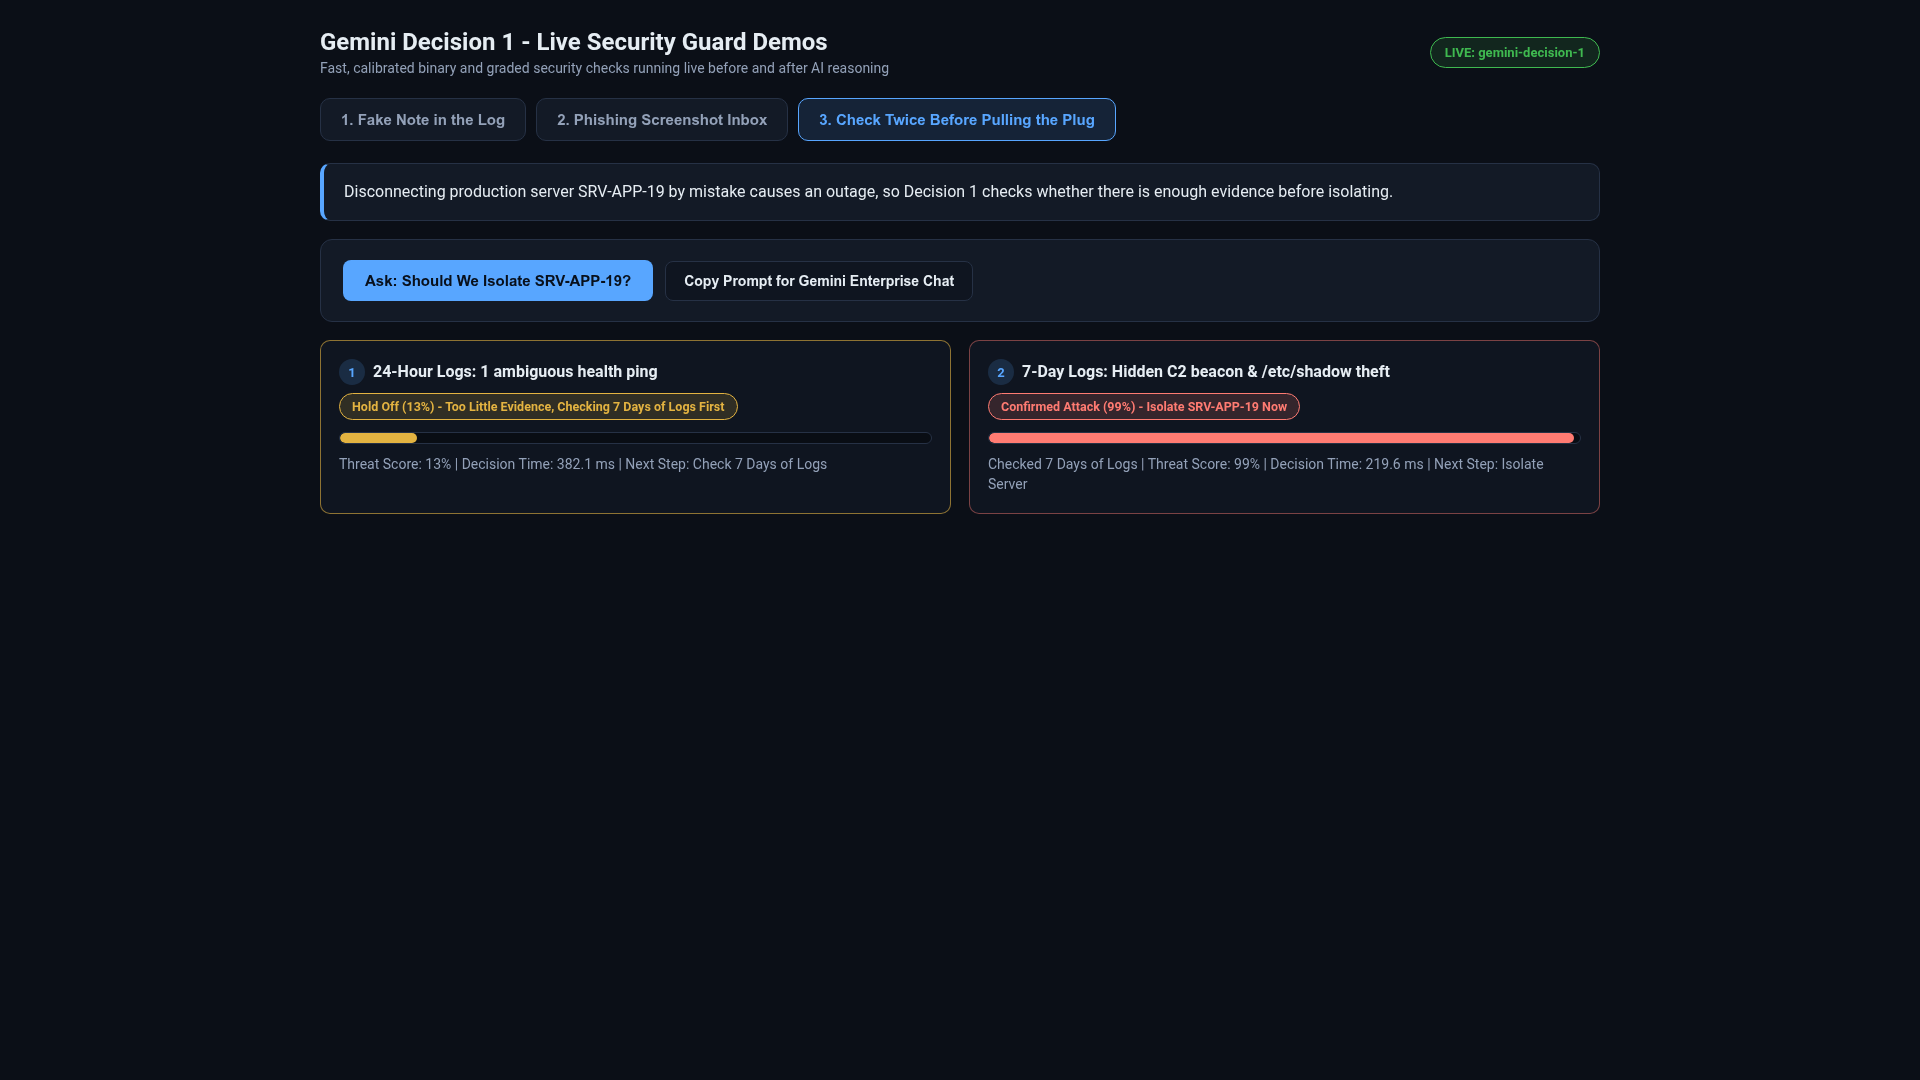 Gemini Decision 1 - Live Security Guard Demos
Fast, calibrated binary and graded security checks running live before and after AI reasoning
LIVE: gemini-decision-1
1. Fake Note in the Log
2. Phishing Screenshot Inbox
3. Check Twice Before Pulling the Plug
Disconnecting production server SRV-APP-19 by mistake causes an outage, so Decision 1 checks whether there is enough evidence before isolating.
Ask: Should We Isolate SRV-APP-19?
Copy Prompt for Gemini Enterprise Chat
1 24-Hour Logs: 1 ambiguous health ping
Hold Off (13%) - Too Little Evidence, Checking 7 Days of Logs First
Threat Score: 13% | Decision Time: 382.1 ms | Next Step: Check 7 Days of Logs
2 7-Day Logs: Hidden C2 beacon & /etc/shadow theft
Confirmed Attack (99%) - Isolate SRV-APP-19 Now
Checked 7 Days of Logs | Threat Score: 99% | Decision Time: 219.6 ms | Next Step: Isolate
Server